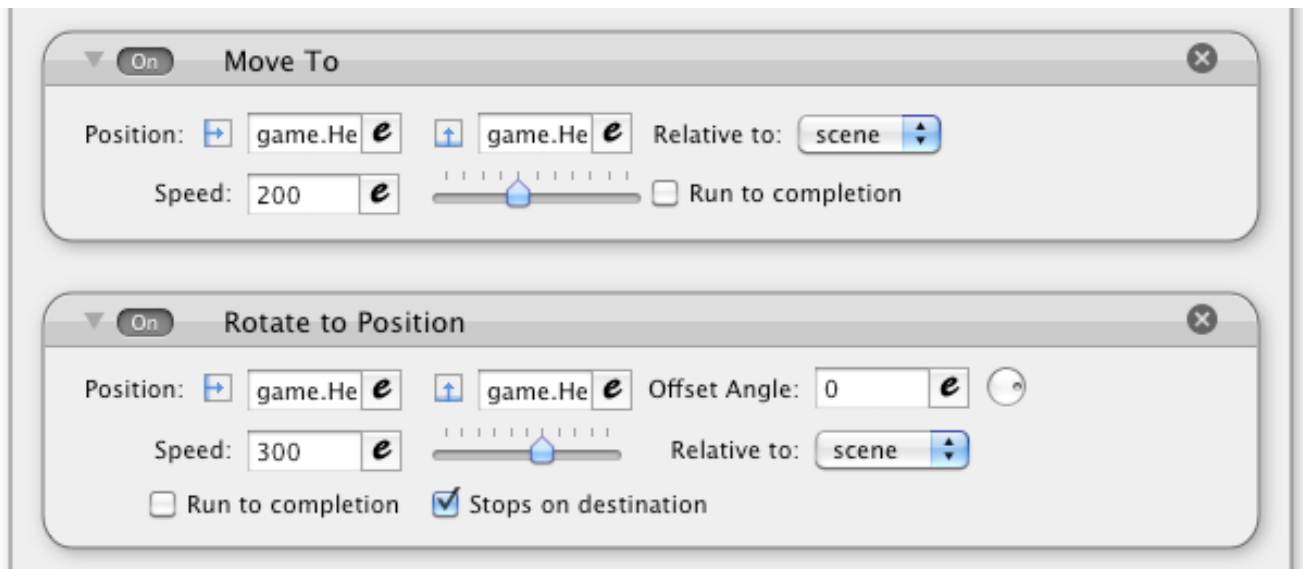 On Move To
Position: game.He e game.He e Relative to: scene
Speed: 200 e Run to completion
On Rotate to Position
Position: game.He e game.He e Offset Angle: 0 e
Speed: 300 e Relative to: scene
Run to completion Stops on destination